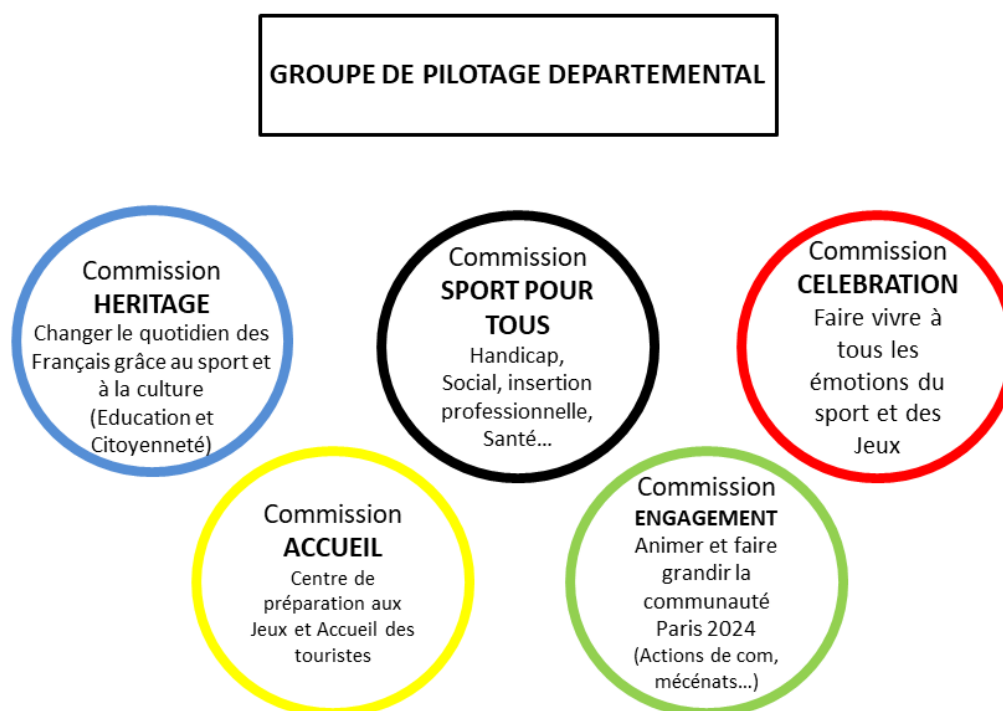 GROUPE DE PILOTAGE DEPARTEMENTAL
Commission
HERITAGE
Changer le quotidien des
Français grâce au sport et
à la culture
(Education et
Citoyenneté)
Commission
SPORT POUR
TOUS
Handicap,
Social, insertion
professionnelle,
Santé...
Commission
CELEBRATION
Faire vivre à
tous les
émotions du
sport et des
Jeux
Commission
ACCUEIL
Centre de
préparation aux
Jeux et Accueil des
touristes
Commission
ENGAGEMENT
Animer et faire
grandir la
communauté
Paris 2024
(Actions de com,
mécénats...)